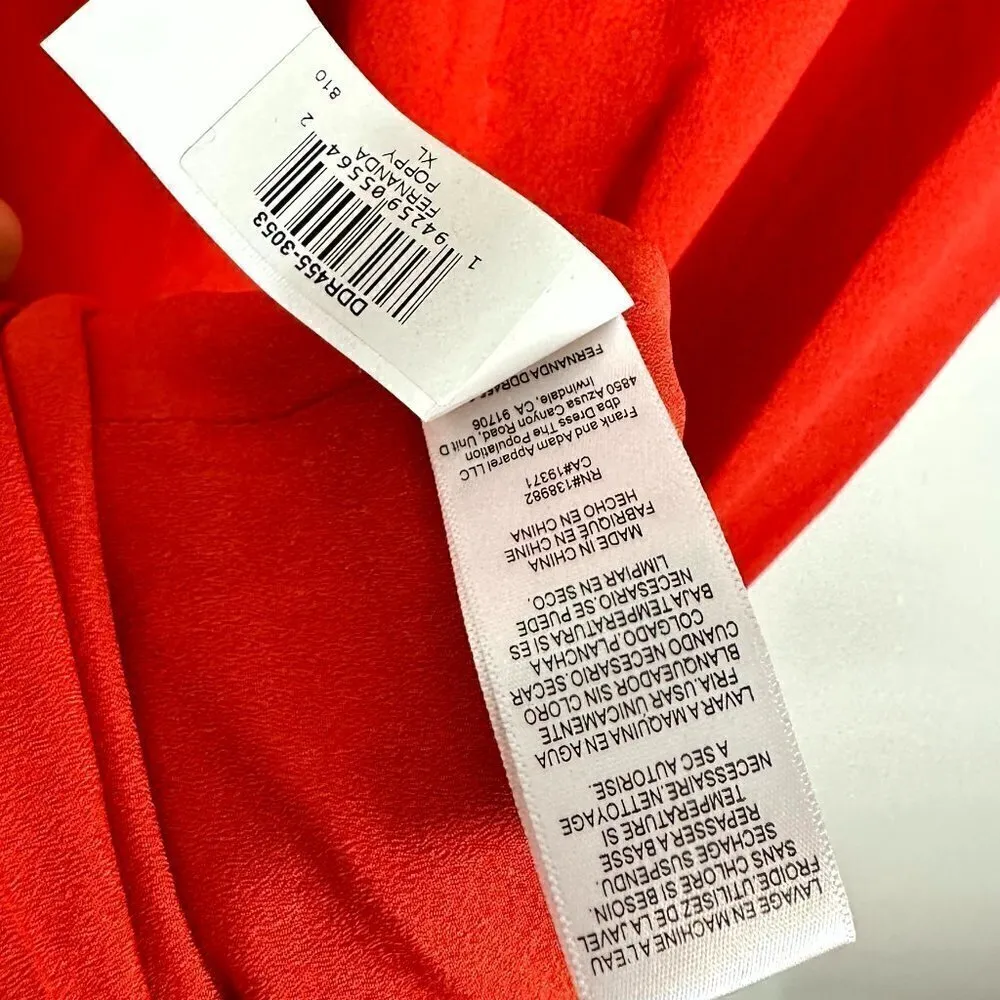 DDR455-3053
1 94259 05564 2
FERNANDA
POPPY
XL
810
LAVAGE EN MACHINE A L'EAU
FROIDE.UTILISEZ DE LA JAVEL
SANS CHLORE SI BESOIN.
SECHAGE SUSPENDU.
REPASSER A BASSE
TEMPERATURE SI
NECESSAIRE.NETTOYAGE
A SEC AUTORISE.
LAVAR A MAQUINA EN AGUA
FRIA.USAR UNICAMENTE
BLANQUEADOR SIN CLORO
CUANDO NECESARIO.SECAR
COLGADO.PLANCHA A
BAJA TEMPERATURA SI ES
NECESARIO.SE PUEDE
LIMPIAR EN SECO.
MADE IN CHINA
FABRIQUÉ EN CHINE
HECHO EN CHINA
RN#138982
CA#19371
Frank and Adam Apparel LLC
dba Dress The Population
4850 Azusa Canyon Road, Unit D
Irwindale, CA 91706
FERNANDA